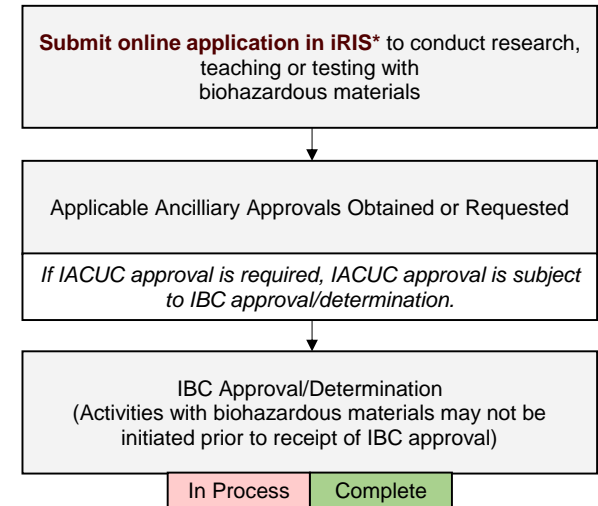 Submit online application in iRIS* to conduct research,
teaching or testing with
biohazardous materials
Applicable Ancilliary Approvals Obtained or Requested
If IACUC approval is required, IACUC approval is subject
to IBC approval/determination.
IBC Approval/Determination
(Activities with biohazardous materials may not be
initiated prior to receipt of IBC approval)
In Process Complete